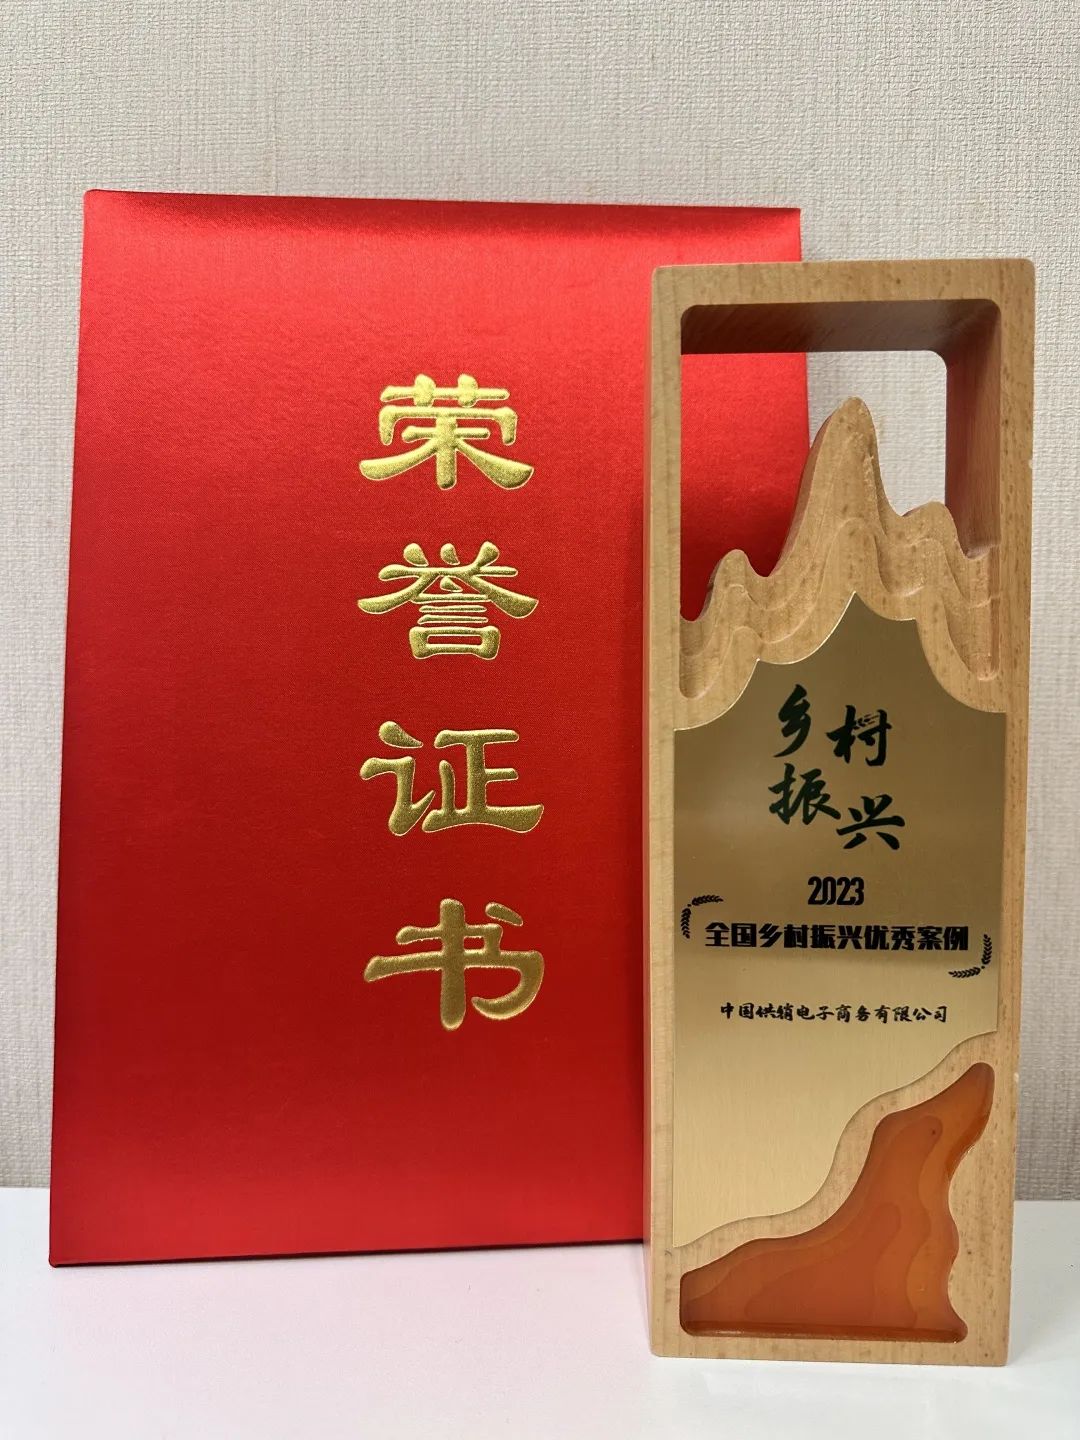 荣誉证书
乡村
振兴
2023
全国乡村振兴优秀案例
中国供销电子商务有限公司